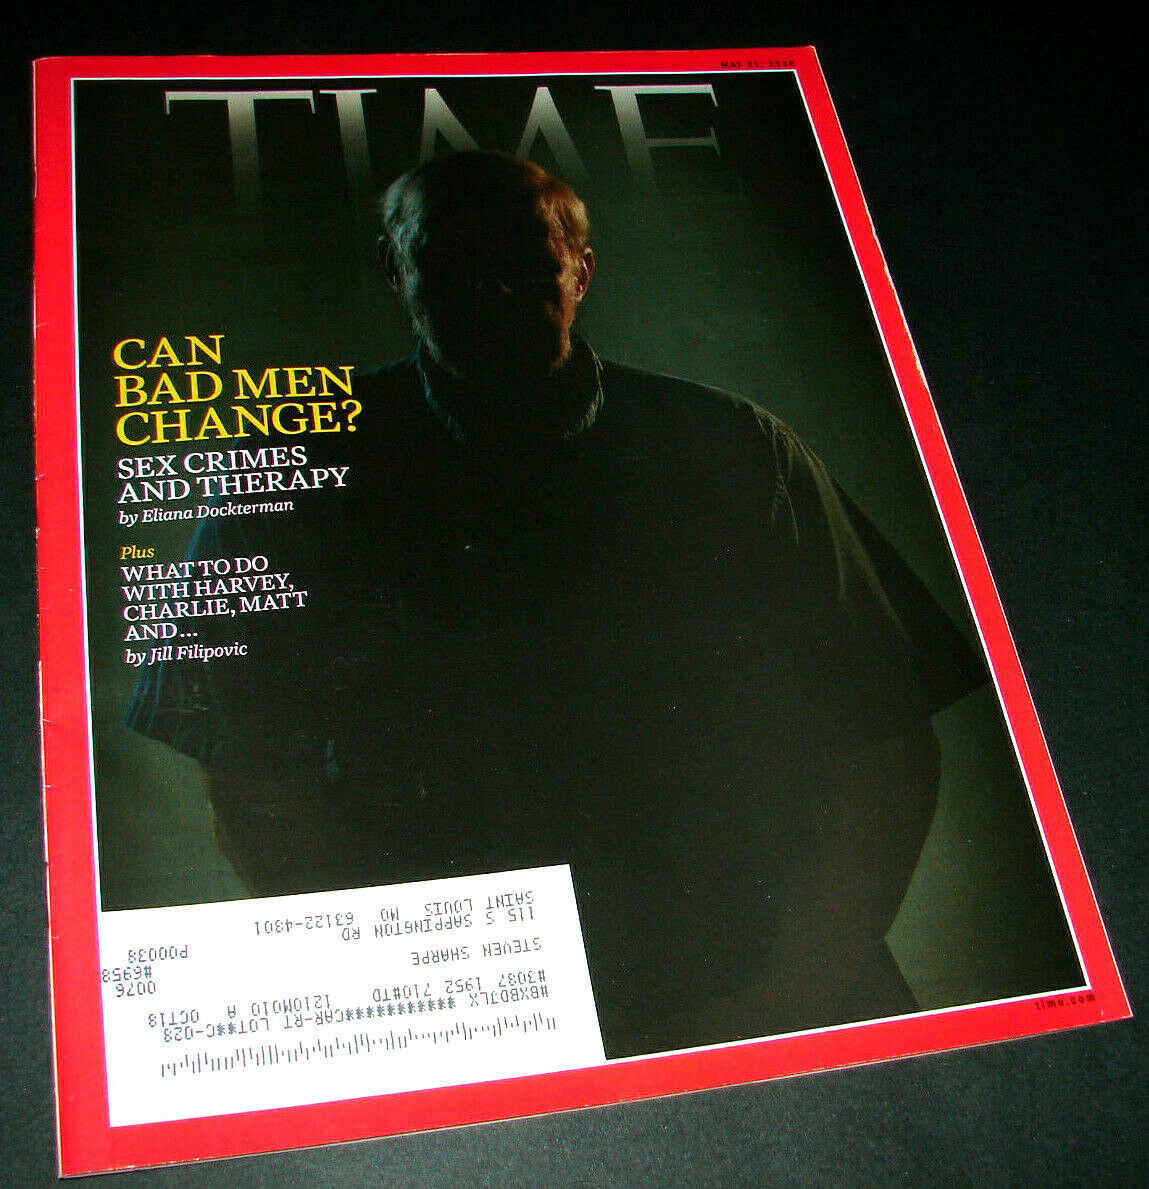 MAY 21, 2018
TIME
CAN
BAD MEN
CHANGE?
SEX CRIMES
AND THERAPY
by Eliana Dockterman
Plus
WHAT TO DO
WITH HARVEY,
CHARLIE, MATT
AND...
by Jill Filipovic
time.com
#BXBDJLX ************CAR-RT LOT**C-028
#3087 1952 710#TD 1210M010 A OCT18
0076
#6958
STEVEN SHARPE
P00038
115 S SAPPINGTON RD
SAINT LOUIS MO 63122-4301